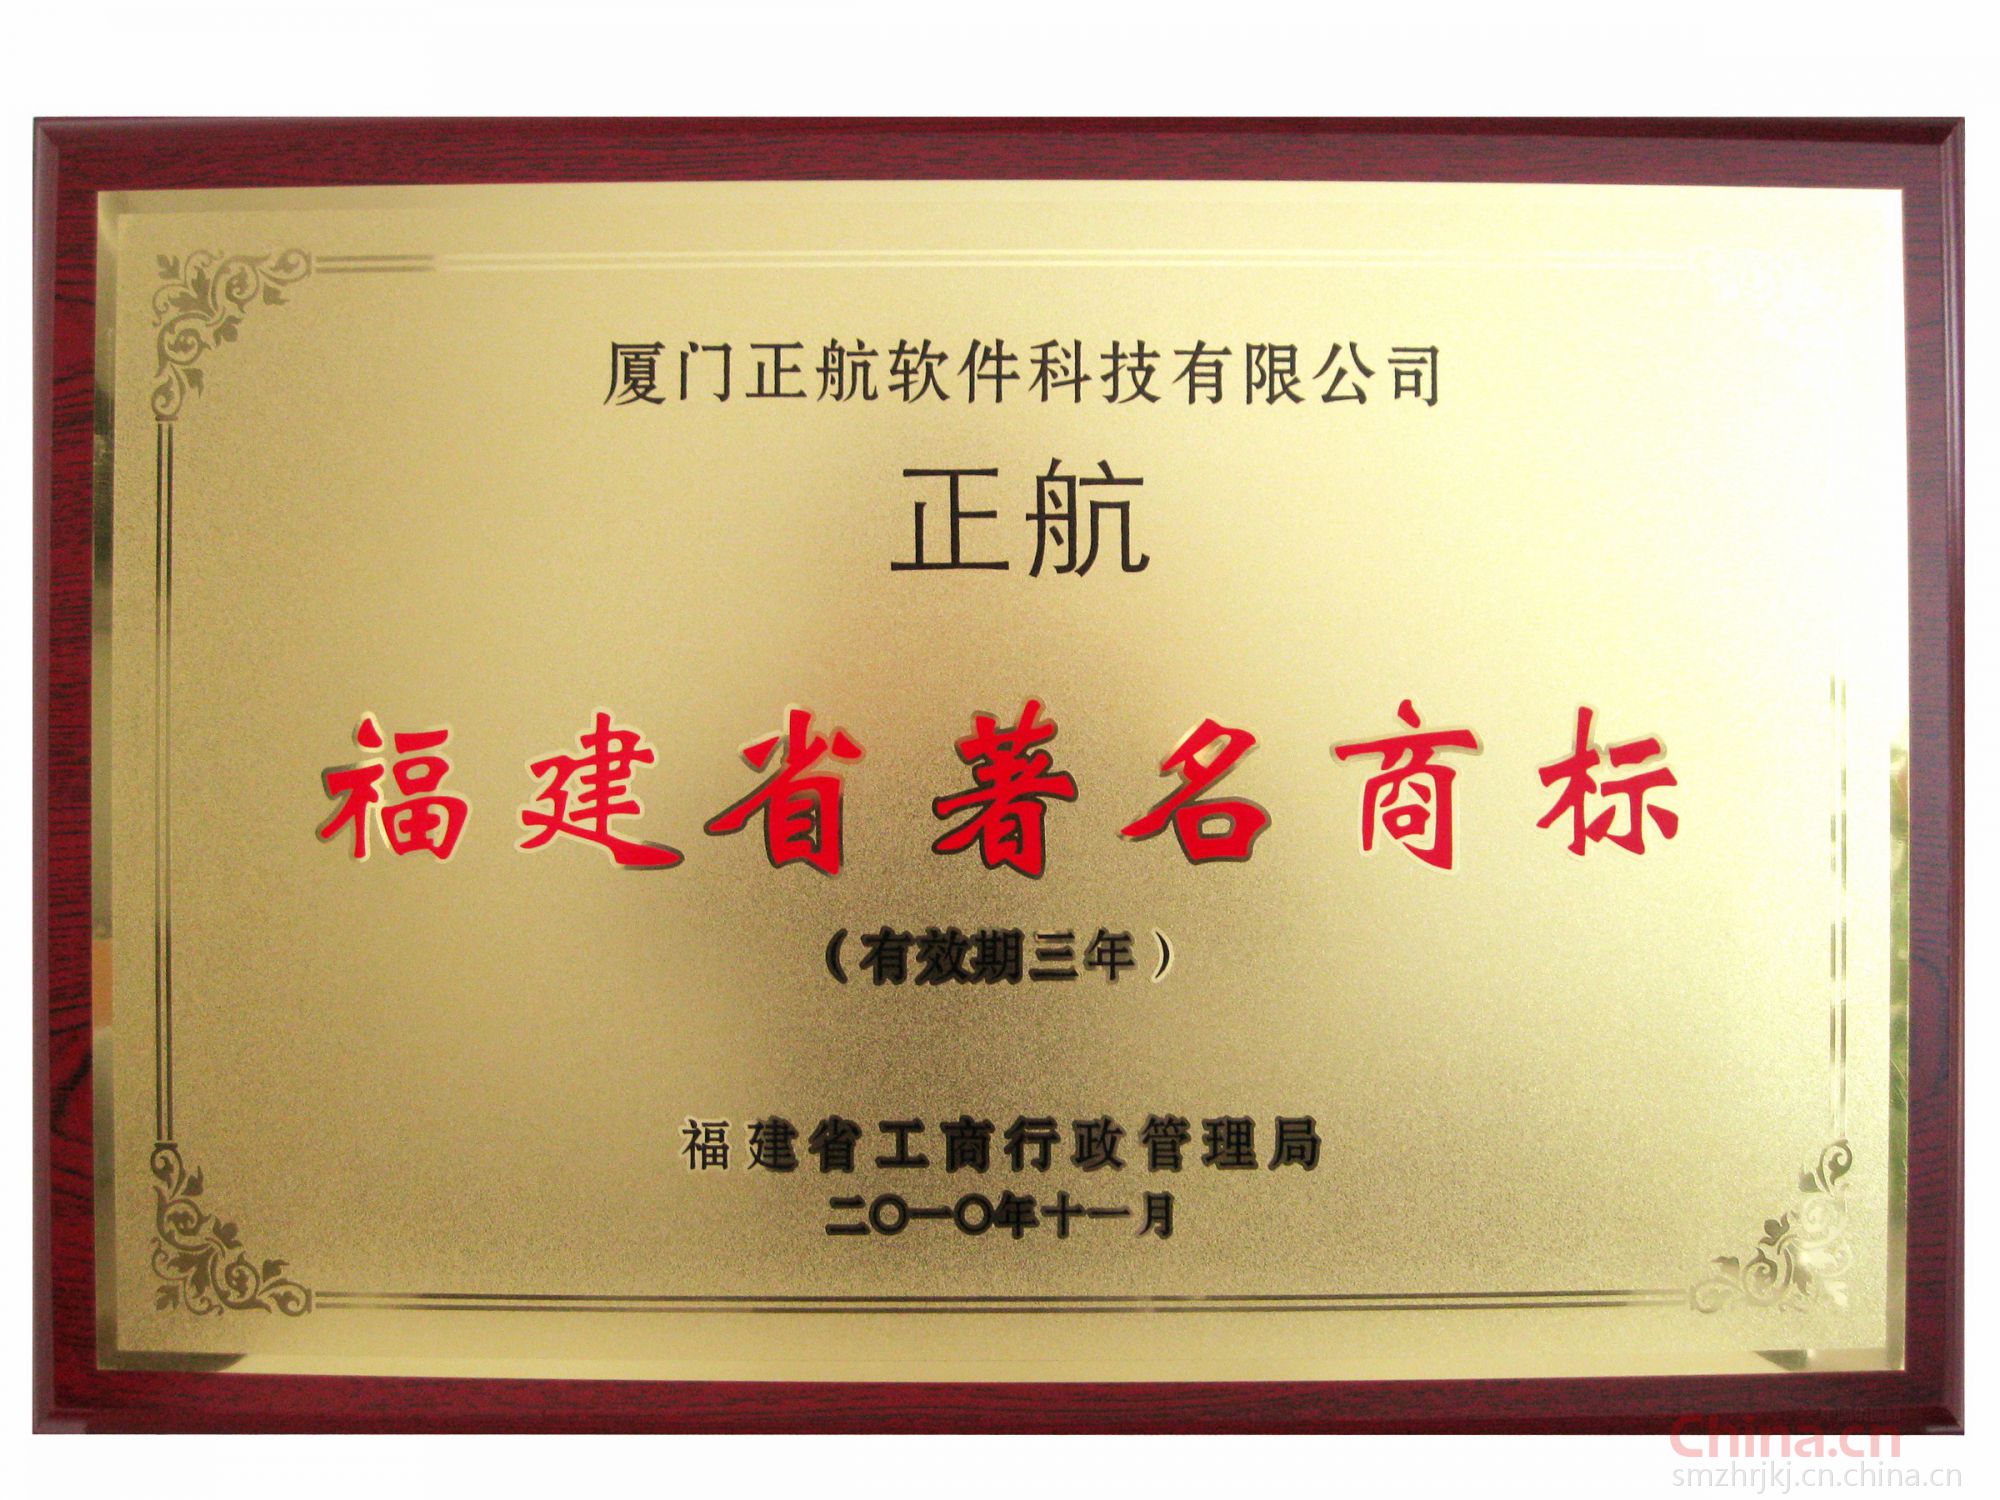 厦门正航软件科技有限公司
正航
福建省著名商标
（有效期三年）
福建省工商行政管理局
二〇一〇年十一月
China.cn
smzhrjkj.cn.china.cn